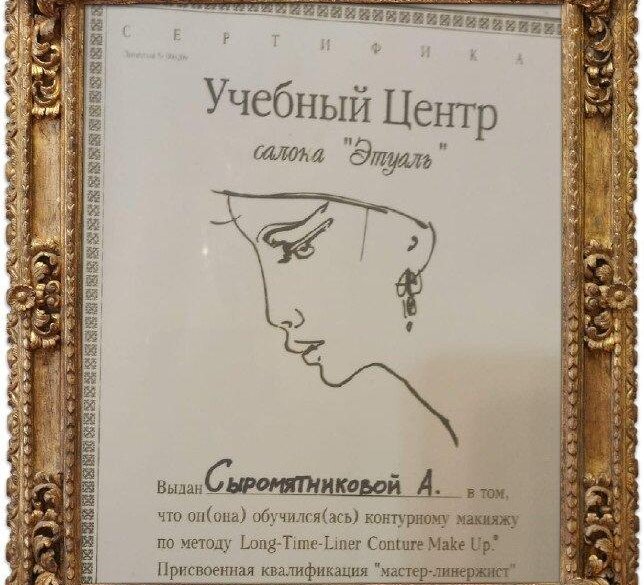 С Е Р Т И Ф И К А
Учебный Центр
салона "Этуаль"
Выдан Сыромятниковой А. в том,
что он(она) обучился(ась) контурному макияжу
по методу Long-Time-Liner Conture Make Up.®
Присвоенная квалификация "мастер-линержист"